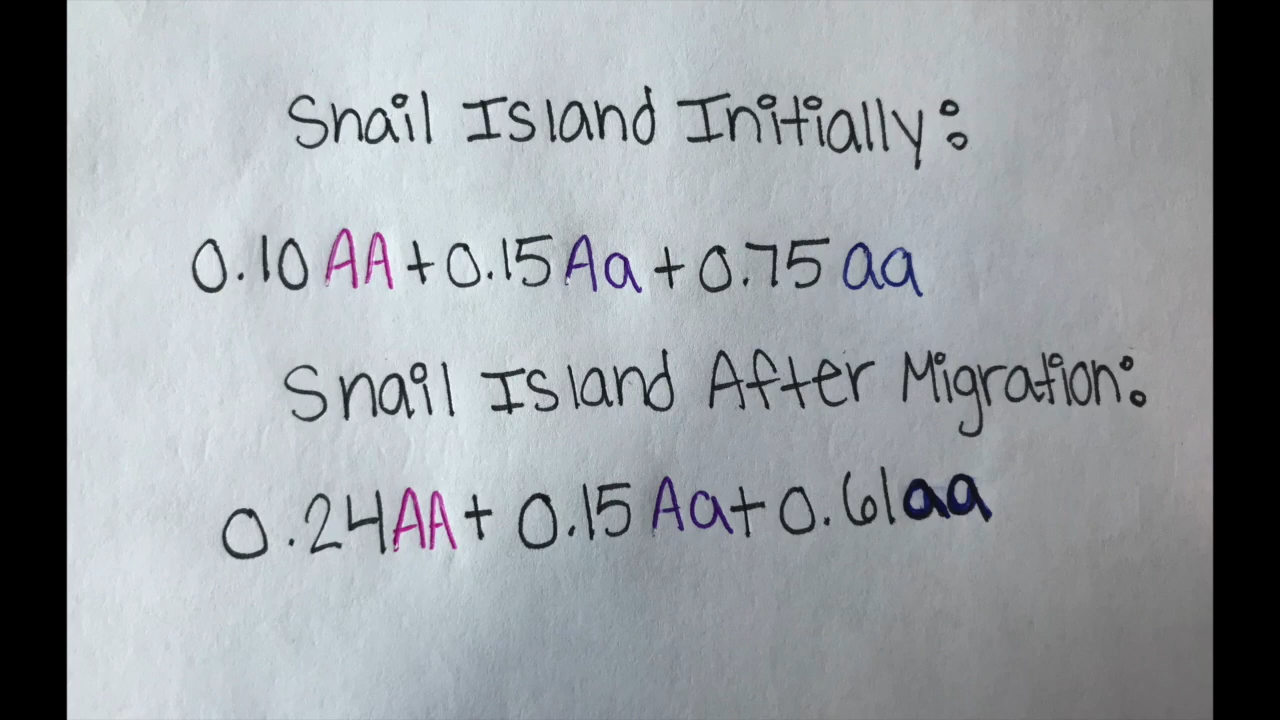 Snail Island Initially:
0.10 AA + 0.15 Aa + 0.75 aa
Snail Island After Migration:
0.24 AA + 0.15 Aa + 0.61 aa